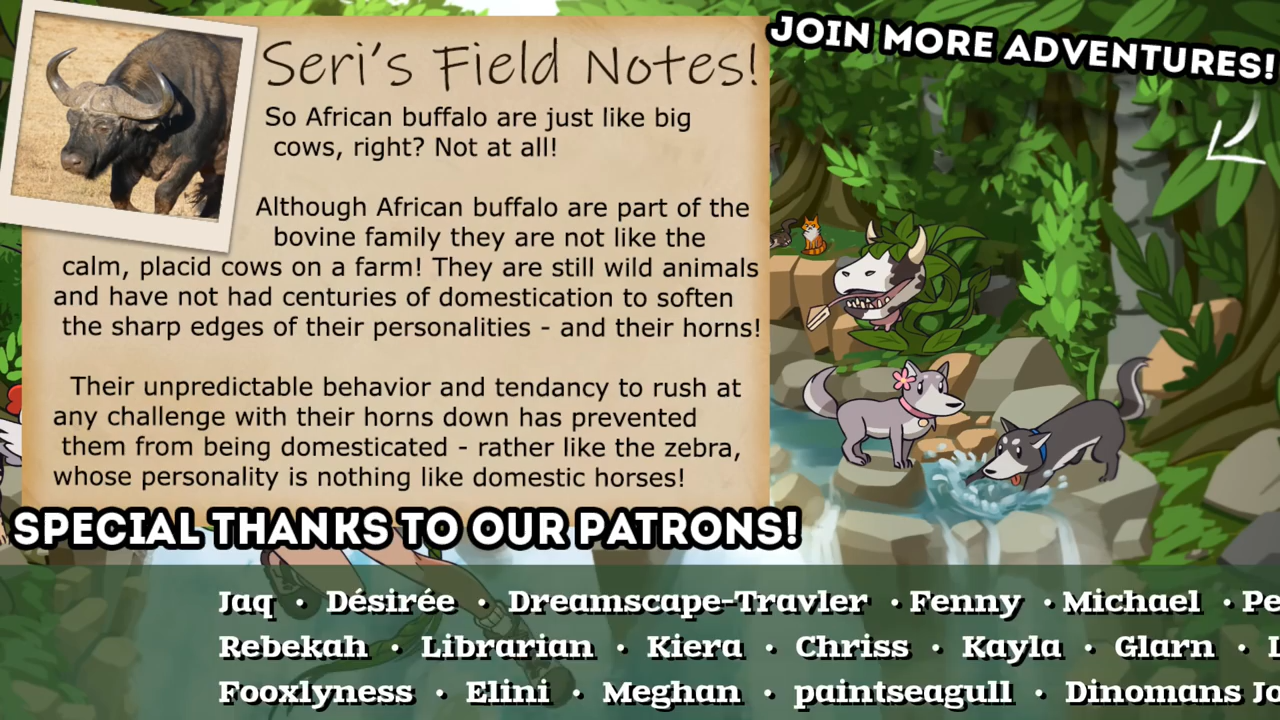 Seri's Field Notes!
JOIN MORE ADVENTURES!
So African buffalo are just like big
cows, right? Not at all!
Although African buffalo are part of the
bovine family they are not like the
calm, placid cows on a farm! They are still wild animals
and have not had centuries of domestication to soften
the sharp edges of their personalities - and their horns!
Their unpredictable behavior and tendancy to rush at
any challenge with their horns down has prevented
them from being domesticated - rather like the zebra,
whose personality is nothing like domestic horses!
SPECIAL THANKS TO OUR PATRONS!
Jaq · Désirée · Dreamscape-Travler · Fenny · Michael ·
Rebekah · Librarian · Kiera · Chriss · Kayla · Glarn ·
Fooxlyness · Elini · Meghan · paintseagull · Dinomans